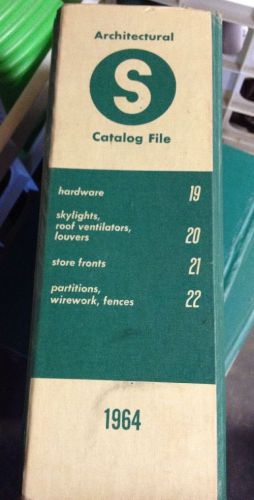 Architectural
S
Catalog File
hardware 19
skylights,
roof ventilators,
louvers 20
store fronts 21
partitions,
wirework, fences 22
1964